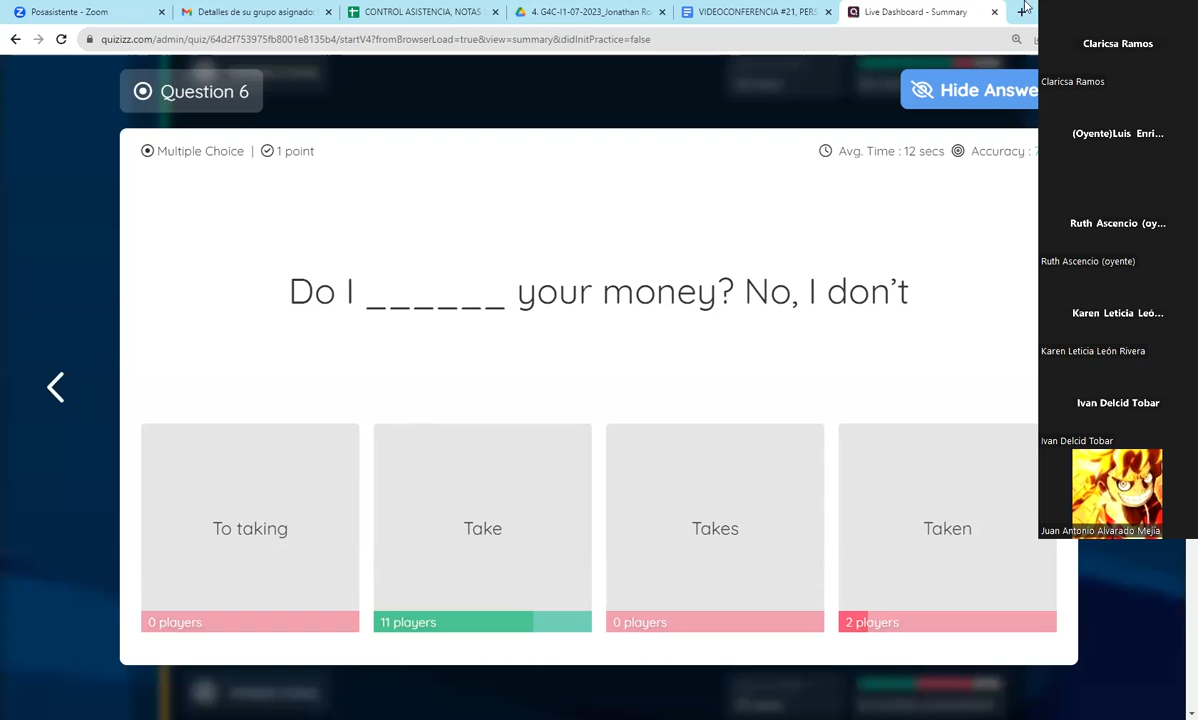 Posasistente - Zoom
Detalles de su grupo asignado:
CONTROL ASISTENCIA, NOTAS
4. G4C-I1-07-2023_Jonathan Ro
VIDEOCONFERENCIA #21, PER
Live Dashboard - Summary
quizizz.com/admin/quiz/64d2f753975fb8001e8135b4/startV4?fromBrowserLoad=true&view=summary&didInitPractice=false
Question 6
Hide Answe
Multiple Choice | 1 point
Avg. Time : 12 secs
Accuracy :
Do I ______ your money? No, I don’t
To taking
Take
Takes
Taken
0 players
11 players
0 players
2 players
Claricsa Ramos
Claricsa Ramos
(Oyente)Luis Enri...
Ruth Ascencio (oy...
Ruth Ascencio (oyente)
Karen Leticia Leó...
Karen Leticia León Rivera
Ivan Delcid Tobar
Ivan Delcid Tobar
Juan Antonio Alvarado Mejia